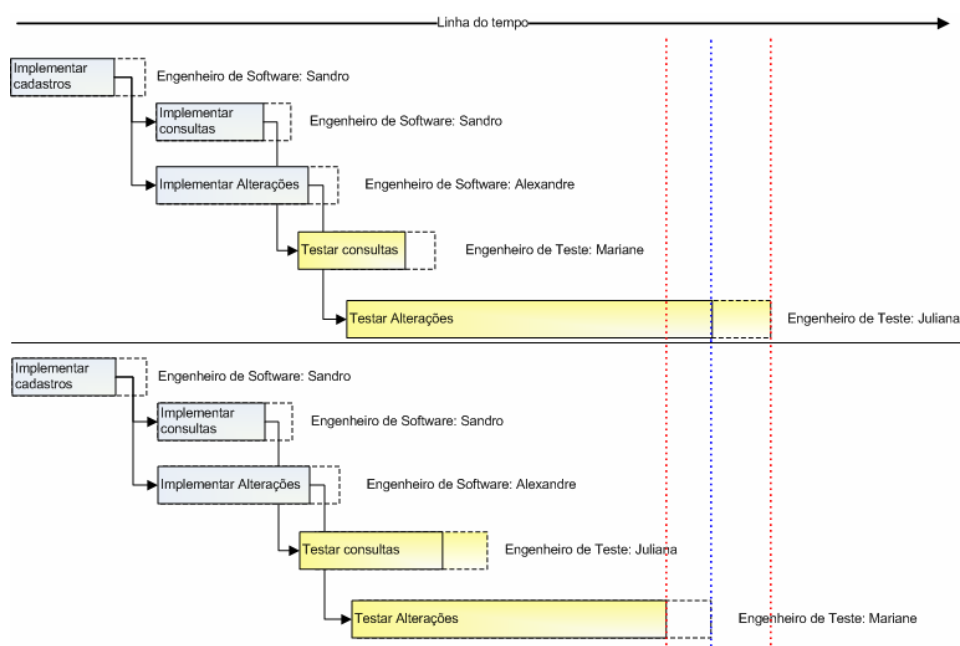 Linha do tempo
Implementar
cadastros
Engenheiro de Software: Sandro
Implementar
consultas
Engenheiro de Software: Sandro
Implementar Alterações
Engenheiro de Software: Alexandre
Testar consultas
Engenheiro de Teste: Mariane
Testar Alterações
Engenheiro de Teste: Juliana
Implementar
cadastros
Engenheiro de Software: Sandro
Implementar
consultas
Engenheiro de Software: Sandro
Implementar Alterações
Engenheiro de Software: Alexandre
Testar consultas
Engenheiro de Teste: Juliana
Testar Alterações
Engenheiro de Teste: Mariane